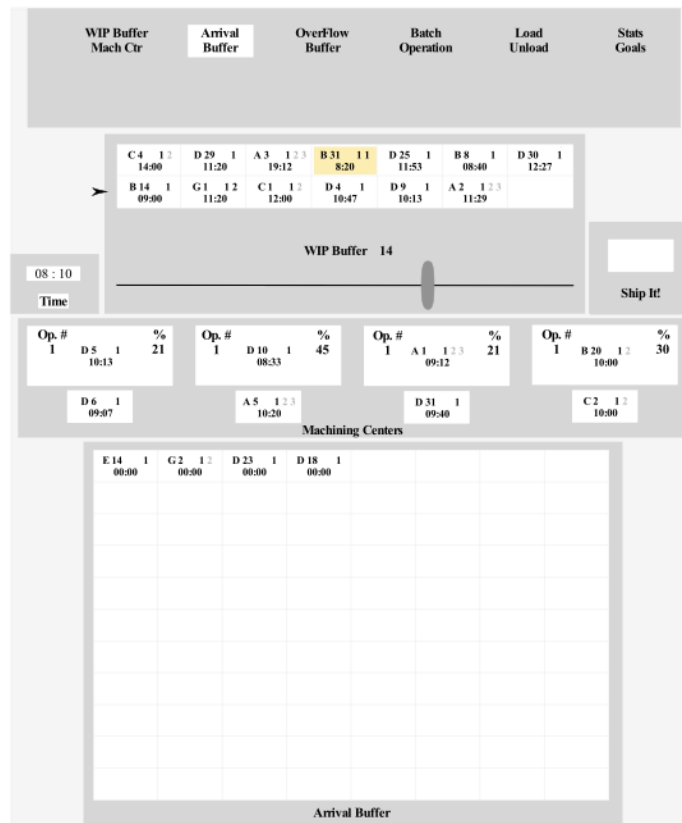 WIP Buffer Arrival OverFlow Batch Load Stats
Mach Ctr Buffer Buffer Operation Unload Goals
C 4 1 2 D 29 1 A 3 1 2 3 B 31 1 1 D 25 1 B 8 1 D 30 1
14:00 11:20 19:12 8:20 11:53 08:40 12:27
B 14 1 G 1 1 2 C 1 1 2 D 4 1 D 9 1 A 2 1 2 3
09:00 11:20 12:00 10:47 10:13 11:29
WIP Buffer 14
08 : 10
Time
Ship It!
Op. # % Op. # % Op. # % Op. # %
1 D 5 1 21 1 D 10 1 45 1 A 1 1 2 3 21 1 B 20 1 2 30
10:13 08:33 09:12 10:00
D 6 1 A 5 1 2 3 D 31 1 C 2 1 2
09:07 10:20 09:40 10:00
Machining Centers
E 14 1 G 2 1 2 D 23 1 D 18 1
00:00 00:00 00:00 00:00
Arrival Buffer